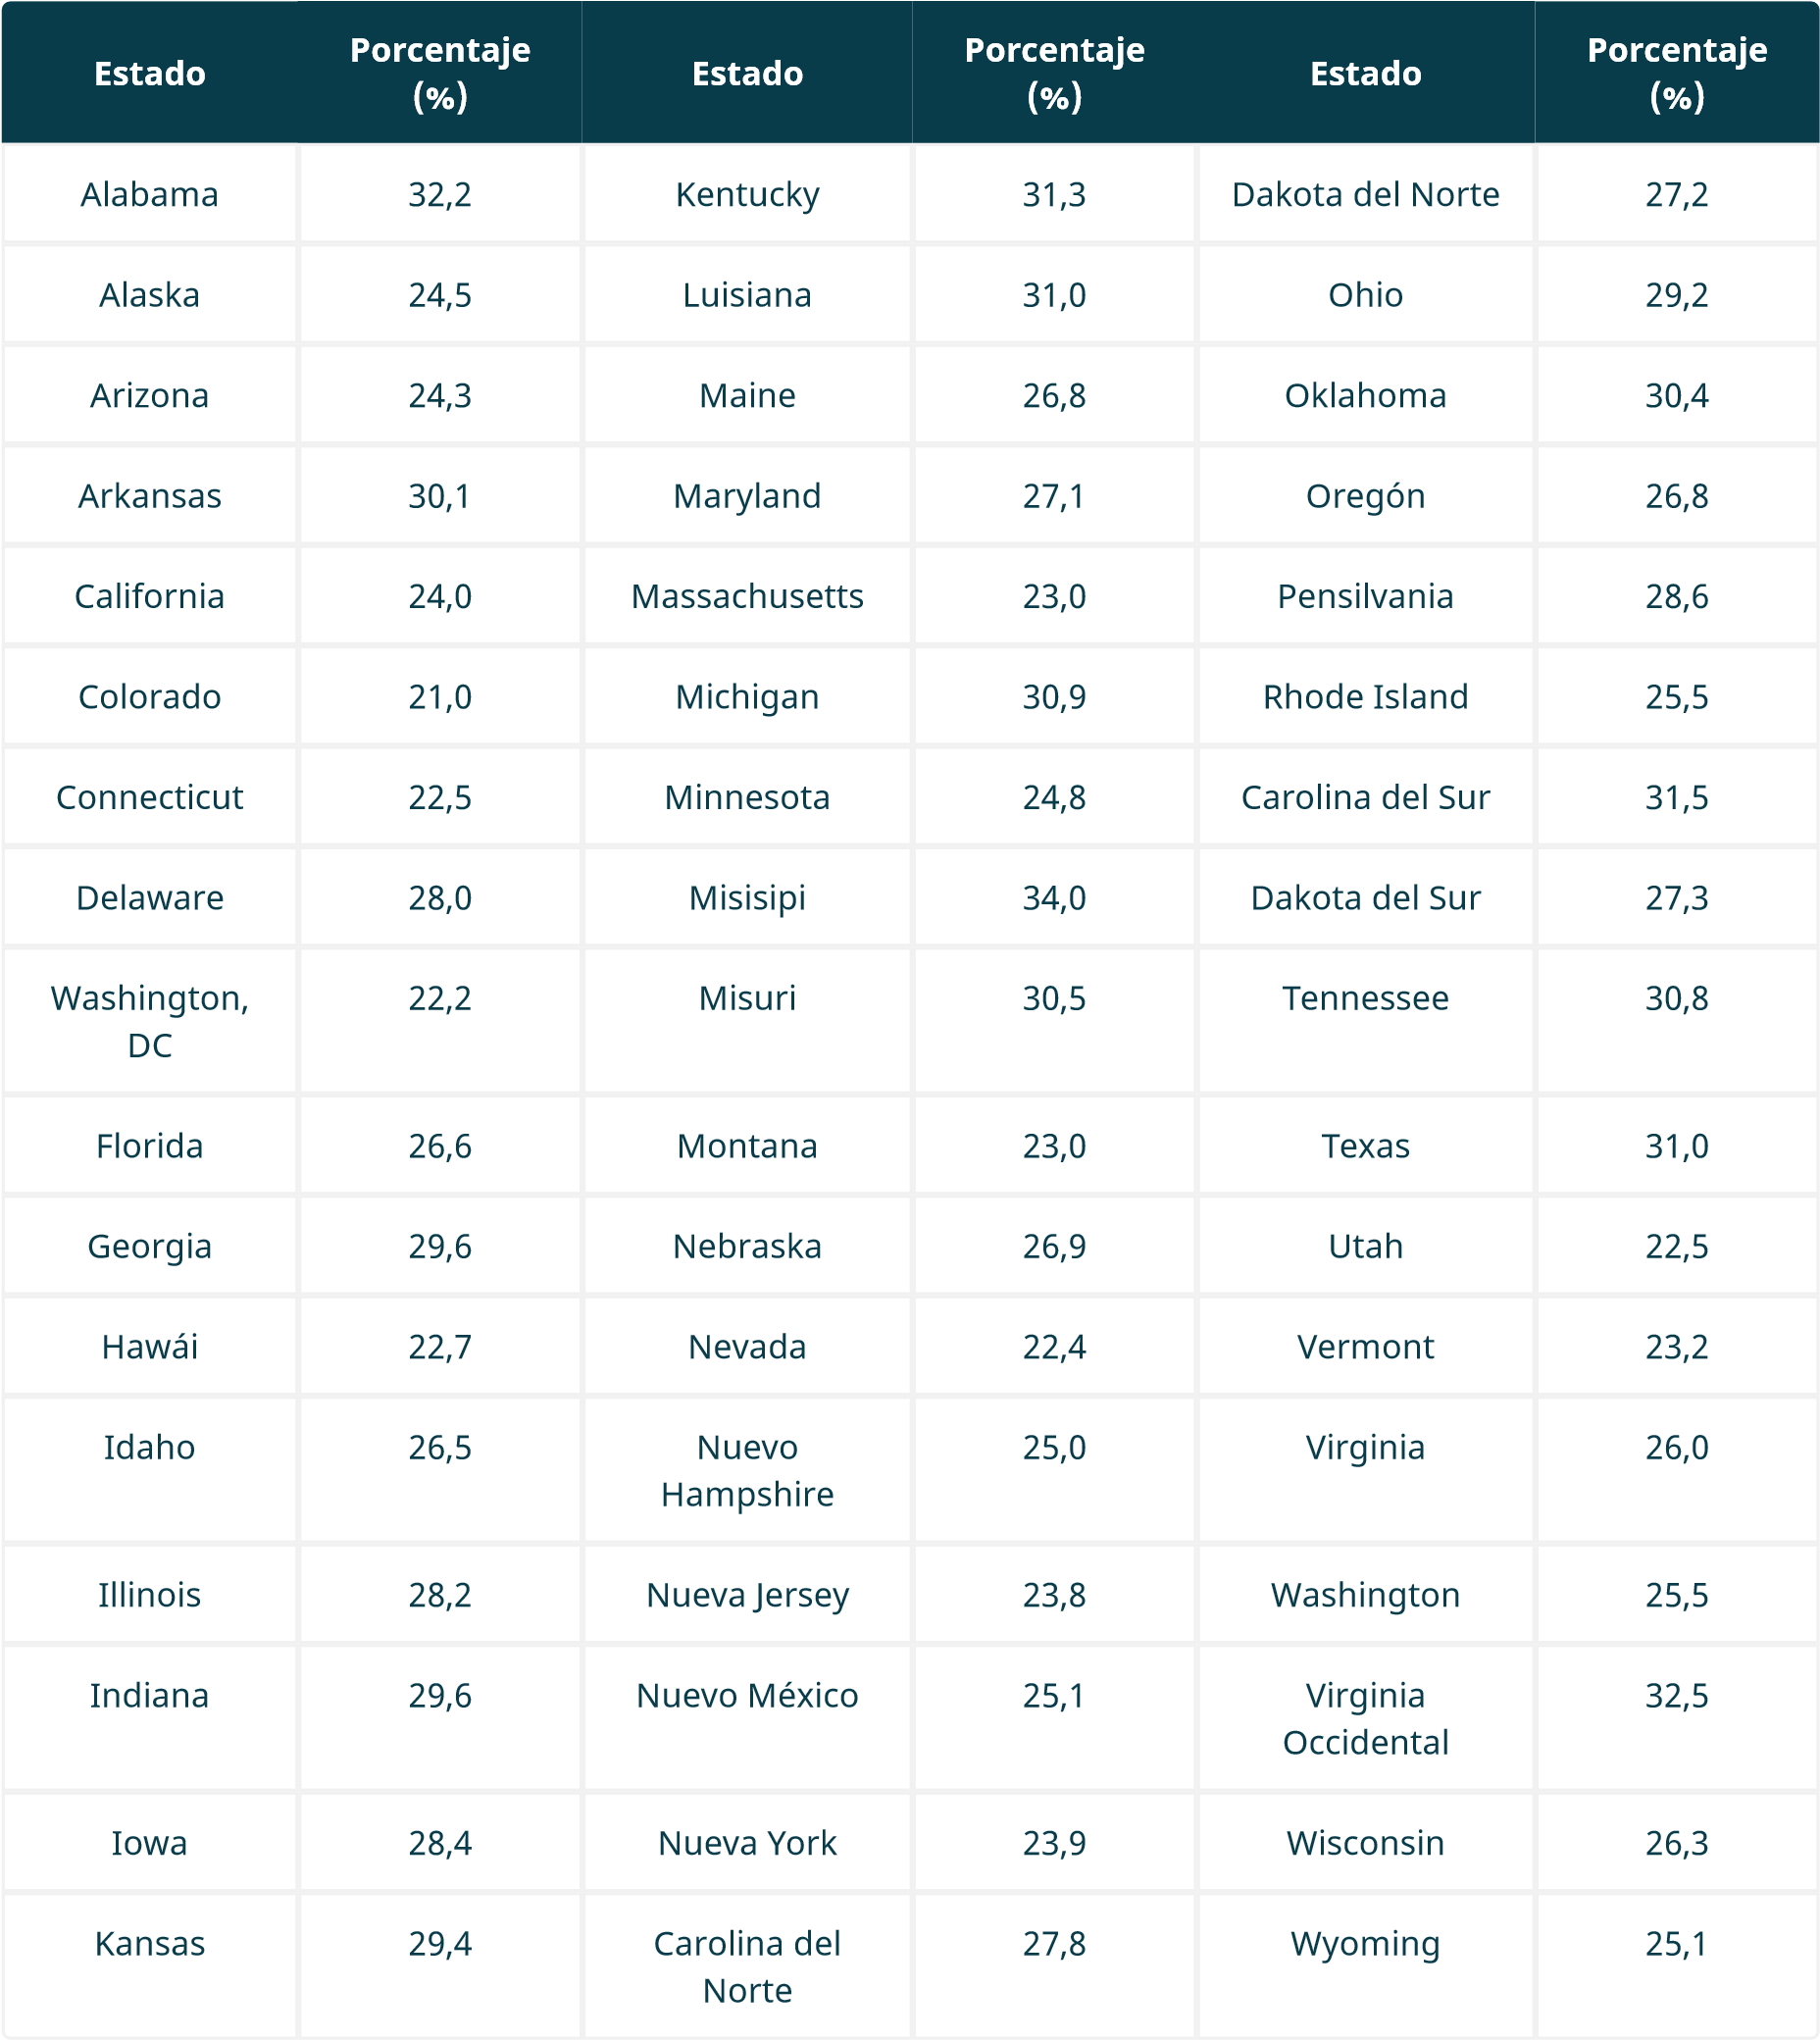 Estado Porcentaje (%) Estado Porcentaje (%) Estado Porcentaje (%)
Alabama 32,2 Kentucky 31,3 Dakota del Norte 27,2
Alaska 24,5 Luisiana 31,0 Ohio 29,2
Arizona 24,3 Maine 26,8 Oklahoma 30,4
Arkansas 30,1 Maryland 27,1 Oregón 26,8
California 24,0 Massachusetts 23,0 Pensilvania 28,6
Colorado 21,0 Michigan 30,9 Rhode Island 25,5
Connecticut 22,5 Minnesota 24,8 Carolina del Sur 31,5
Delaware 28,0 Misisipi 34,0 Dakota del Sur 27,3
Washington, DC 22,2 Misuri 30,5 Tennessee 30,8
Florida 26,6 Montana 23,0 Texas 31,0
Georgia 29,6 Nebraska 26,9 Utah 22,5
Hawái 22,7 Nevada 22,4 Vermont 23,2
Idaho 26,5 Nuevo Hampshire 25,0 Virginia 26,0
Illinois 28,2 Nueva Jersey 23,8 Washington 25,5
Indiana 29,6 Nuevo México 25,1 Virginia Occidental 32,5
Iowa 28,4 Nueva York 23,9 Wisconsin 26,3
Kansas 29,4 Carolina del Norte 27,8 Wyoming 25,1